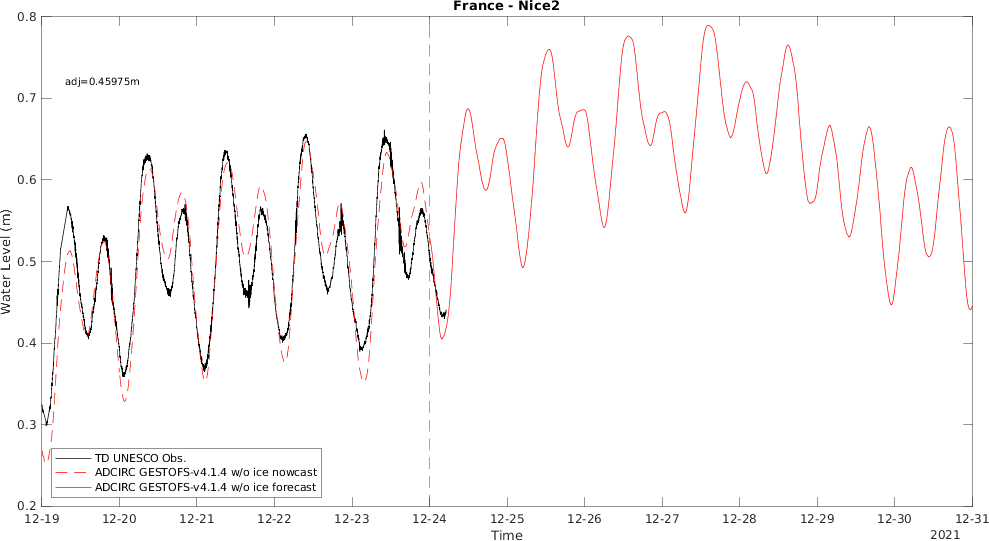 France - Nice2
0.8
adj=0.45975m
0.7
0.6
0.5
Water Level (m)
0.4
0.3
TD UNESCO Obs.
ADCIRC GESTOFS-v4.1.4 w/o ice nowcast
ADCIRC GESTOFS-v4.1.4 w/o ice forecast
0.2
12-19 12-20 12-21 12-22 12-23 12-24 12-25 12-26 12-27 12-28 12-29 12-30 12-31
Time
2021